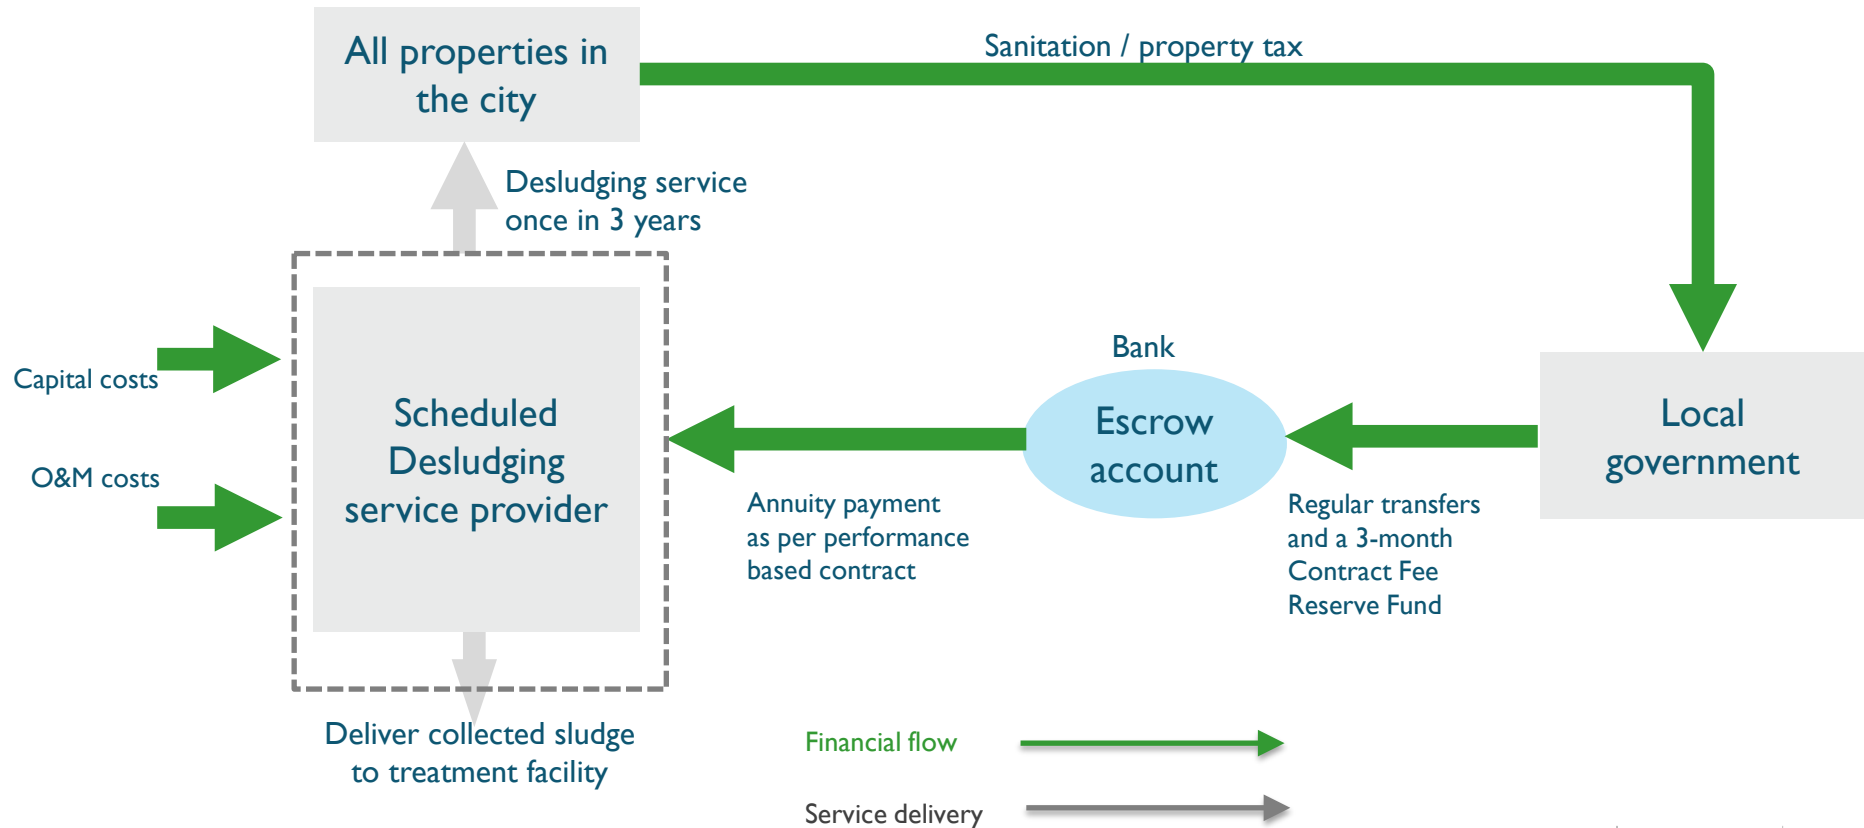 All properties in
the city
Sanitation / property tax
Desludging service
once in 3 years
Capital costs
O&M costs
Scheduled
Desludging
service provider
Bank
Escrow
account
Local
government
Annuity payment
as per performance
based contract
Regular transfers
and a 3-month
Contract Fee
Reserve Fund
Deliver collected sludge
to treatment facility
Financial flow
Service delivery